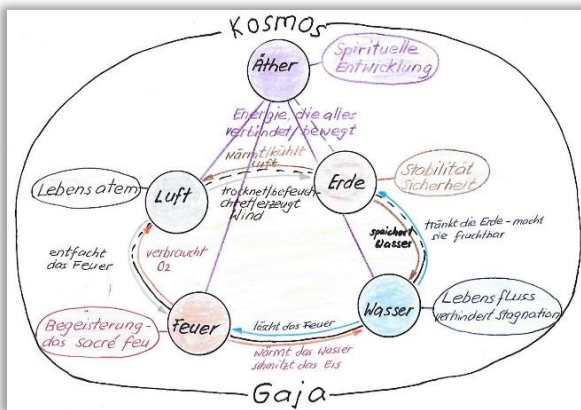 Kosmos
Äther
Spirituelle
Entwicklung
Energie, die alles
verbindet/bewegt
wärmt/kühlt
Luft
Erde
Stabilität
Sicherheit
Lebensatem
Luft
trocknet/befeuch-
chtet/erzeugt
Wind
speichert
Wasser
tränkt die Erde - macht
sie fruchtbar
entfacht
das Feuer
verbraucht
O2
Begeisterung-
das sacré feu
Feuer
löscht das Feuer
Wasser
Lebensfluss
verhindert Stagnation
wärmt das Wasser
schmilzt das Eis
Gaja